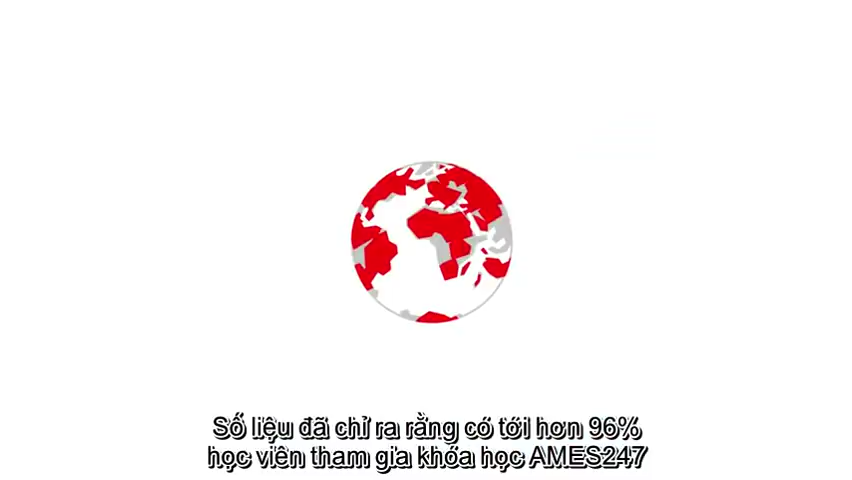 Số liệu đã chỉ ra rằng có tới hơn 96%
học viên tham gia khóa học AMES247